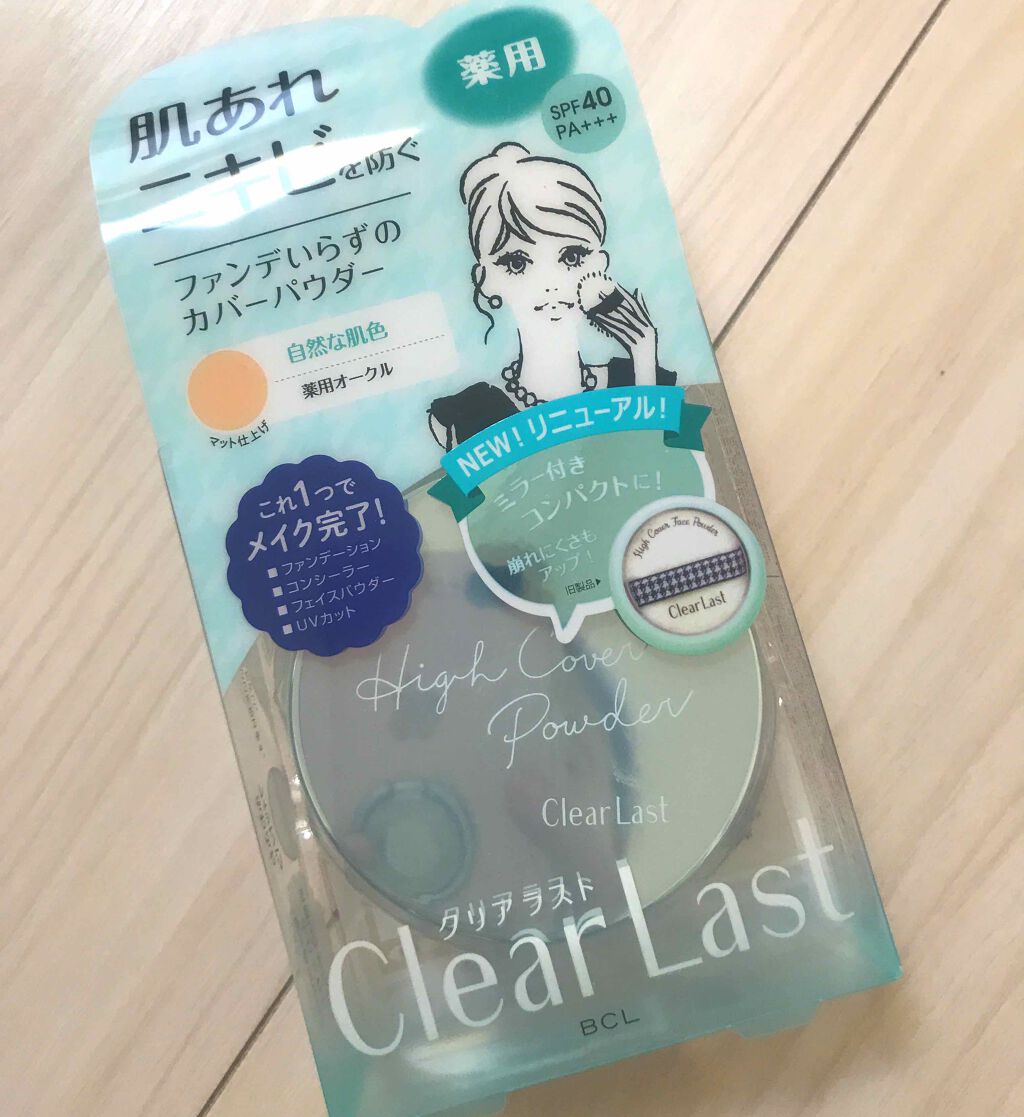 肌あれ
ニキビを防ぐ
薬用
SPF40
PA+++
ファンデいらずの
カバーパウダー
自然な肌色
薬用オークル
マット仕上げ
NEW!リニューアル!
ミラー付き
コンパクトに!
崩れにくさも
アップ!
旧製品▶
High Cover Face Powder
ClearLast
これ1つで
メイク完了!
■ファンデーション
■コンシーラー
■フェイスパウダー
■UVカット
High Cover
Powder
ClearLast
クリアラスト
ClearLast
BCL